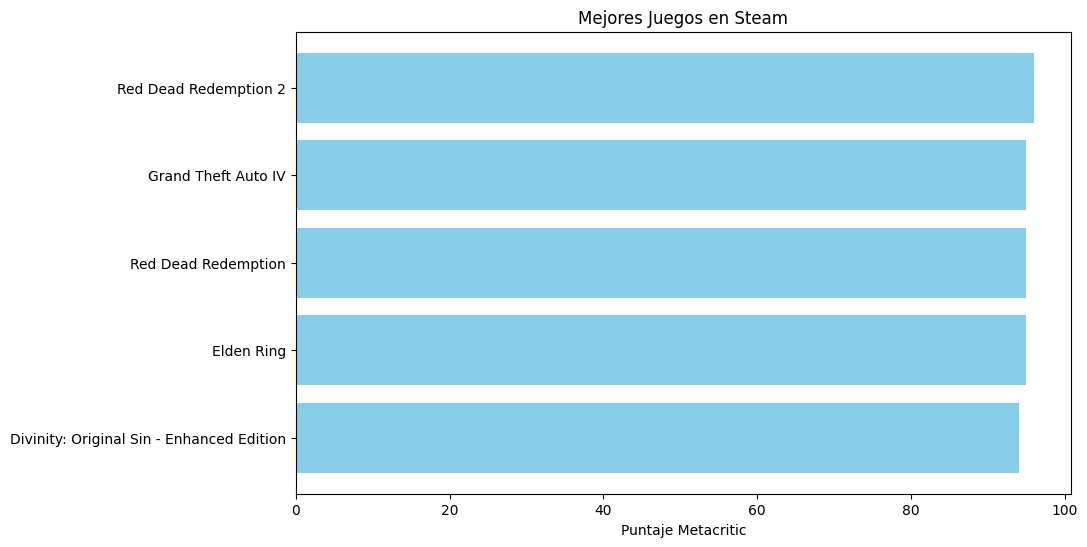 Mejores Juegos en Steam
Red Dead Redemption 2
Grand Theft Auto IV
Red Dead Redemption
Elden Ring
Divinity: Original Sin - Enhanced Edition
0 20 40 60 80 100
Puntaje Metacritic